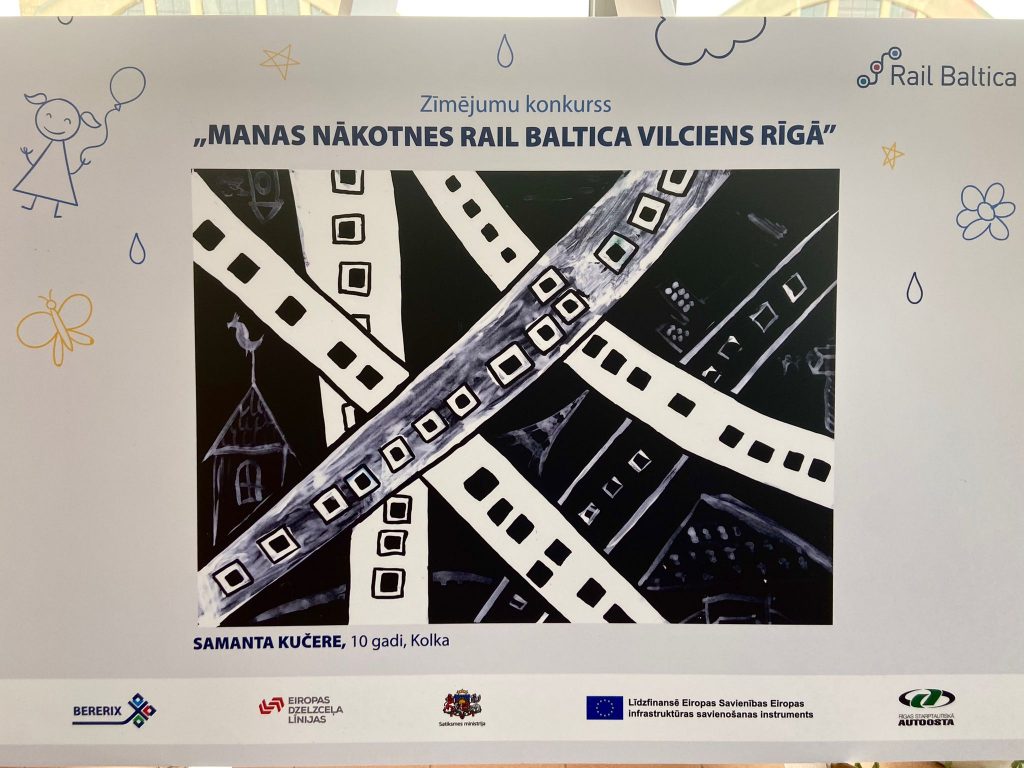 Rail Baltica
Zīmējumu konkurss
„MANAS NĀKOTNES RAIL BALTICA VILCIENS RĪGĀ”
SAMANTA KUČERE, 10 gadi, Kolka
BERERIX
EIROPAS
DZELZCEĻA
LĪNIJAS
Satiksmes ministrija
Līdzfinansē Eiropas Savienības Eiropas
infrastruktūras savienošanas instruments
RĪGAS STARPTAUTISKĀ
AUTOOSTA